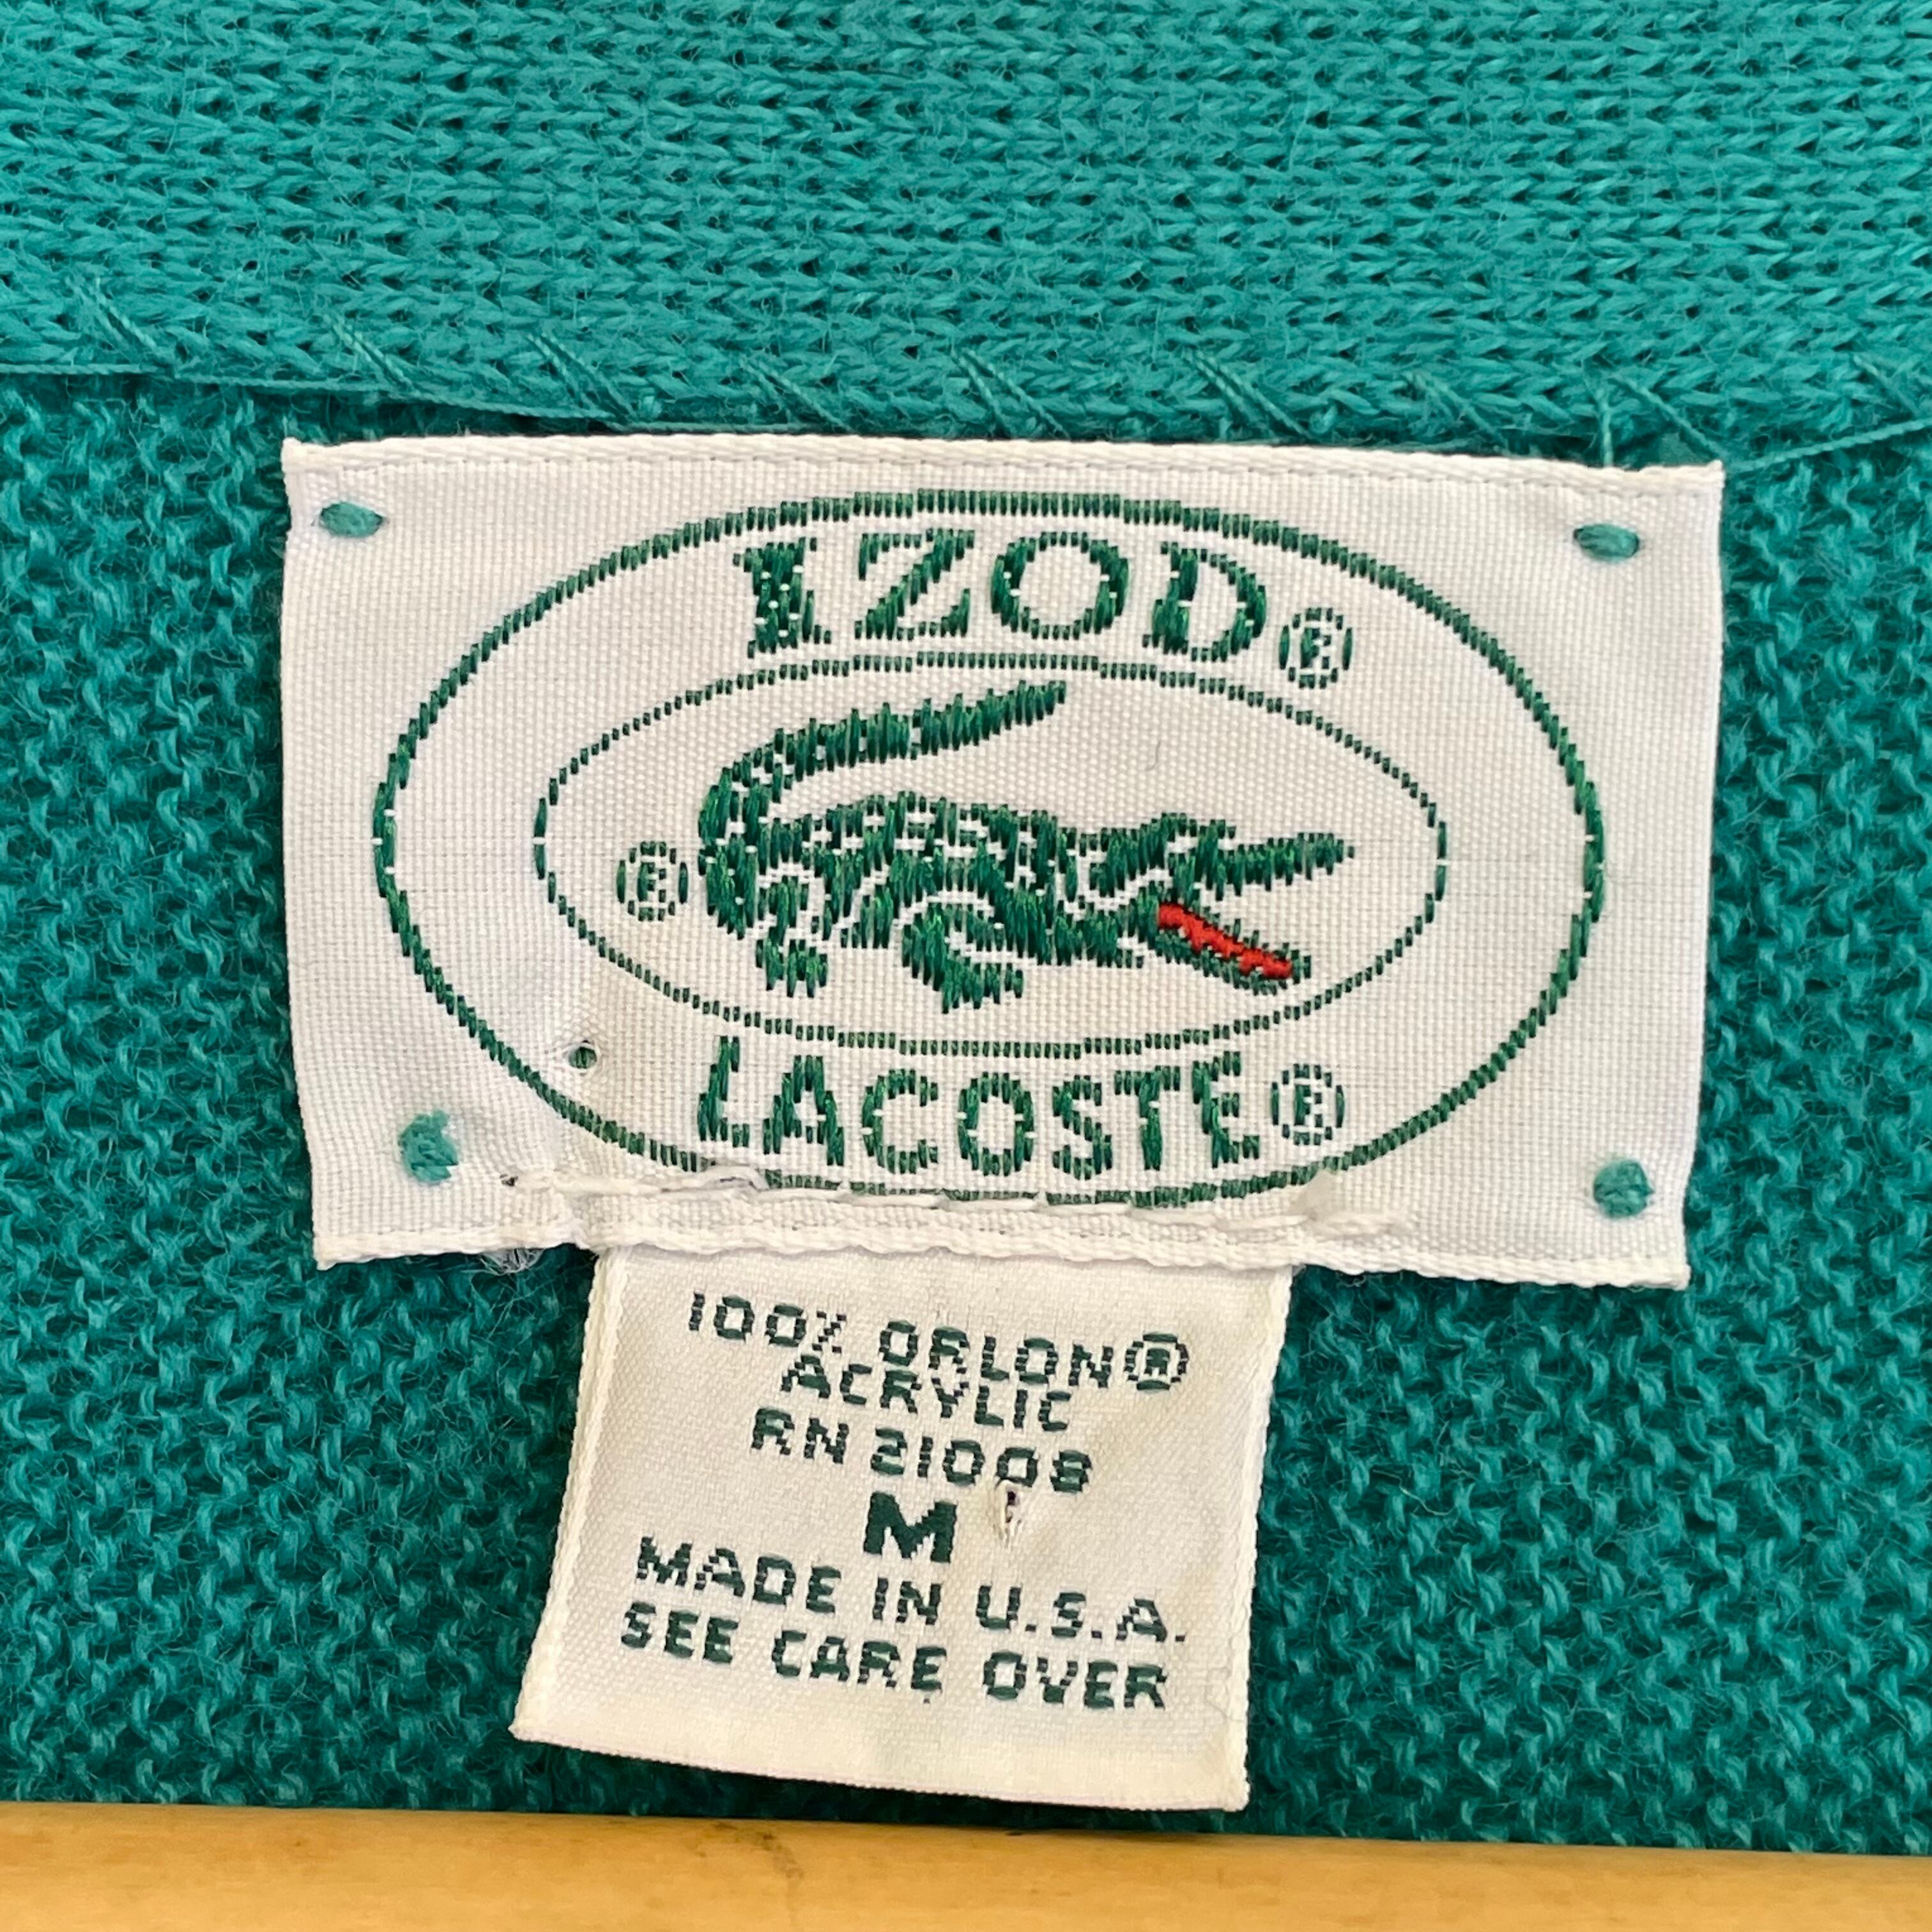 IZOD®
®
LACOSTE®
100% ORLON®
ACRYLIC
RN 21009
M
MADE IN U.S.A.
SEE CARE OVER